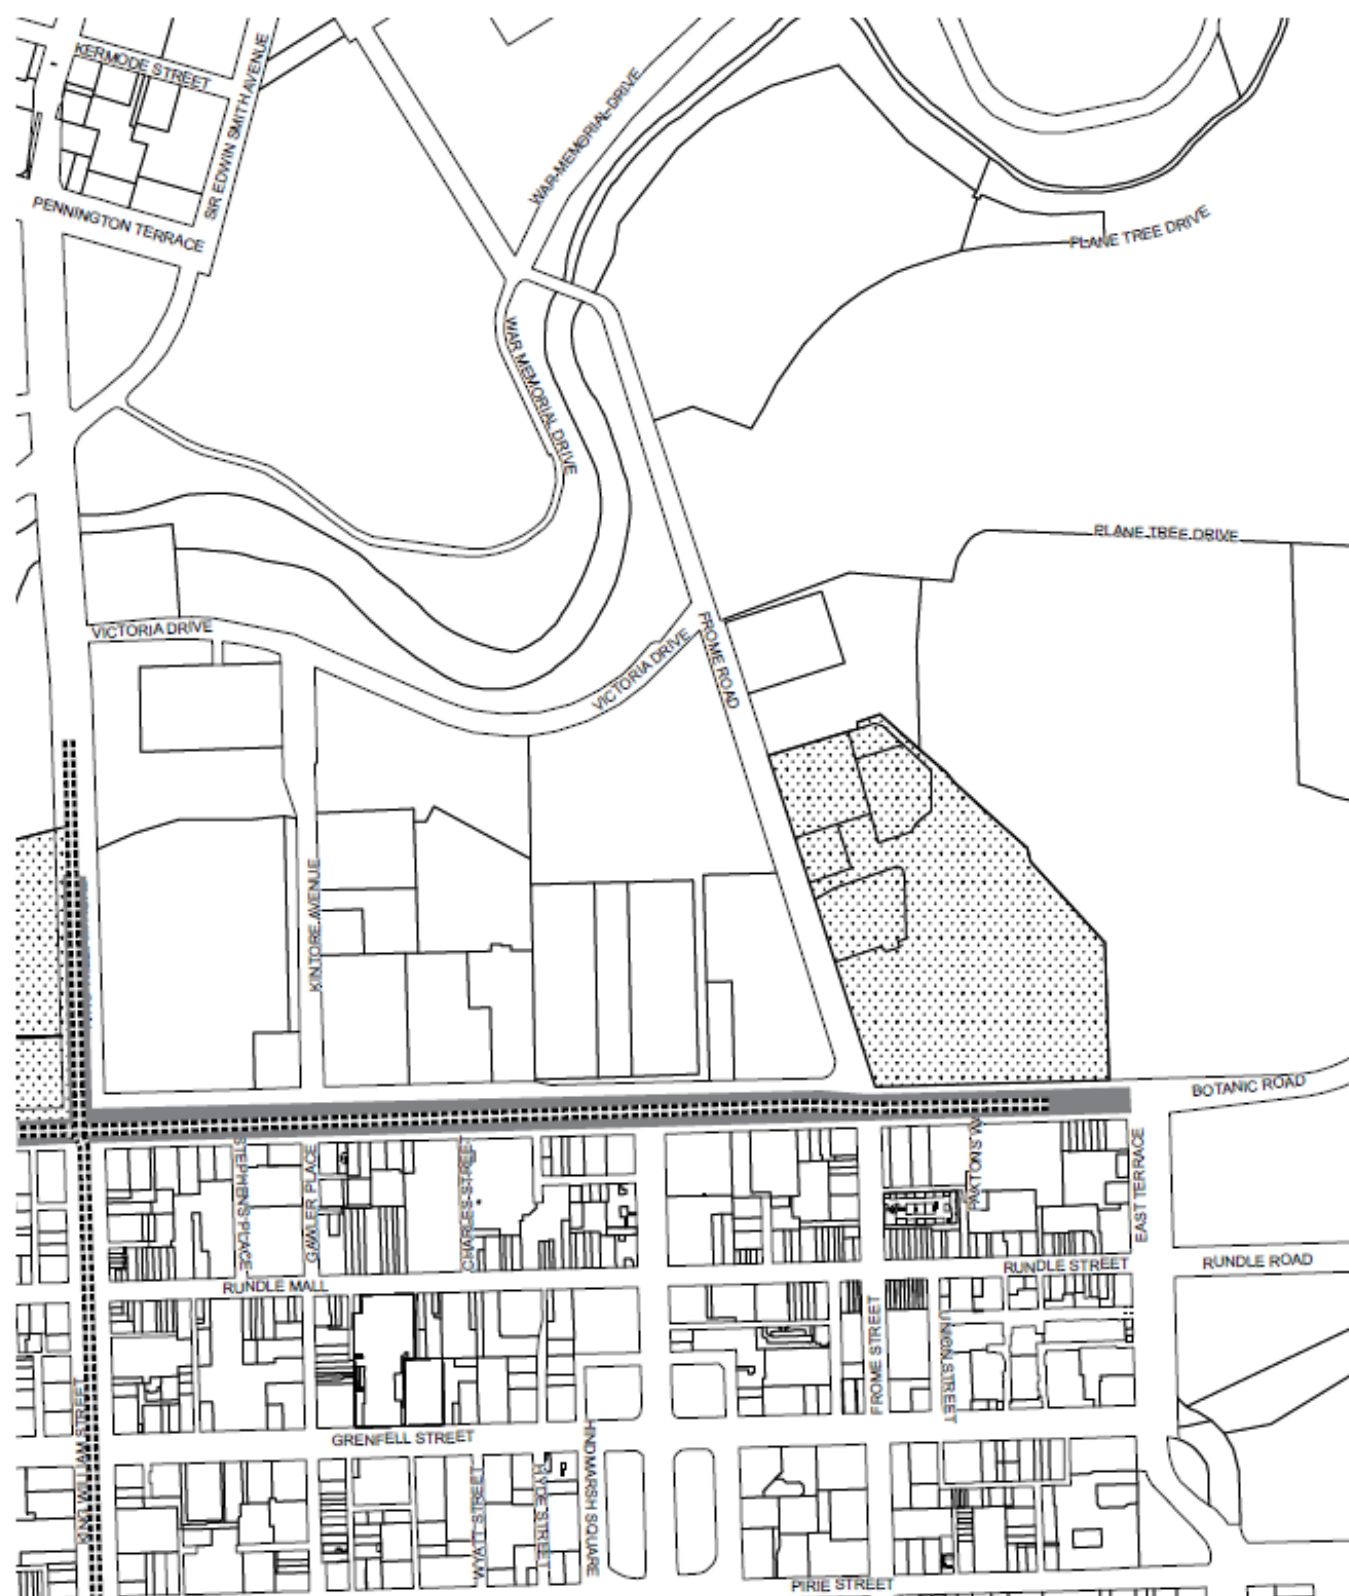 KERMODE STREET
SIR EDWIN SMITH AVENUE
WAR MEMORIAL DRIVE
PENNINGTON TERRACE
PLANE TREE DRIVE
WAR MEMORIAL DRIVE
PLANE TREE DRIVE
VICTORIA DRIVE
VICTORIA DRIVE
FROME ROAD
KINTORE AVENUE
BOTANIC ROAD
STEPHENS PLACE
GAWLER PLACE
CHARLES STREET
PAXTON'S W
EAST TERRACE
RUNDLE MALL
RUNDLE STREET
RUNDLE ROAD
FROME STREET
UNION STREET
KING WILLIAM STREET
GRENFELL STREET
WYATT STREET
HYDE STREET
HINDMARSH SQUARE
PIRIE STREET